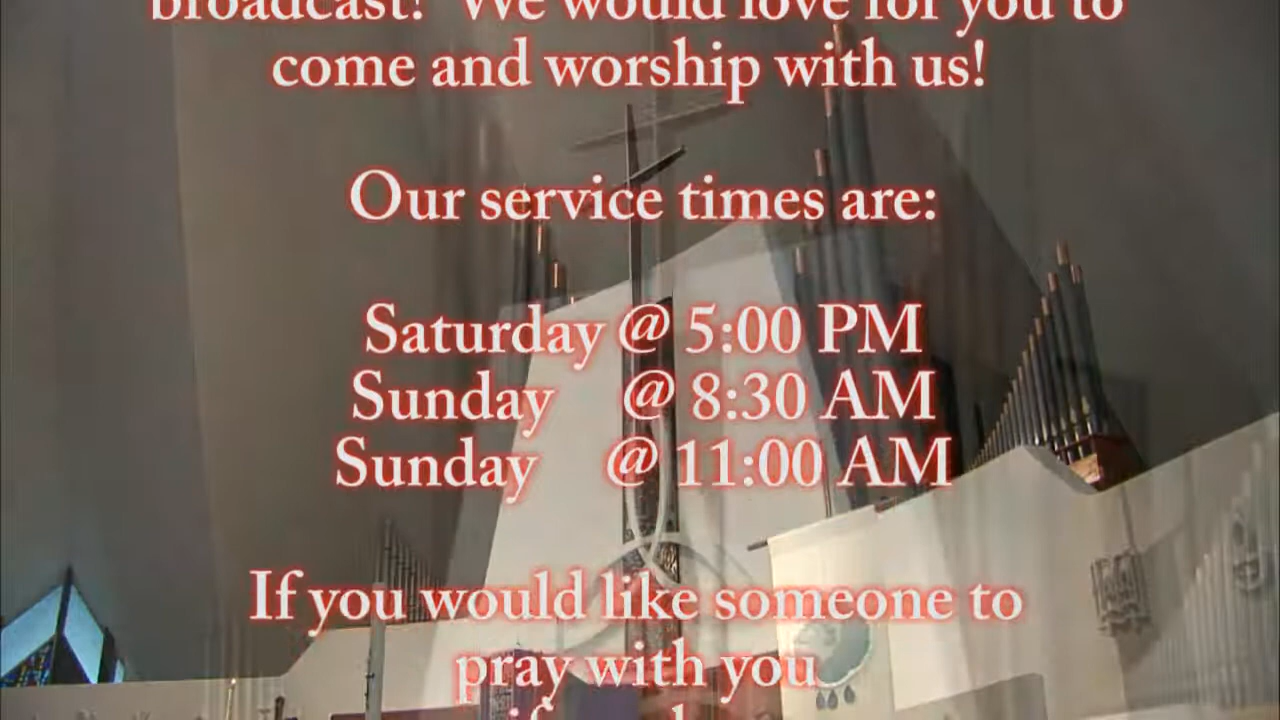 broadcast! We would love for you to
come and worship with us!
Our service times are:
Saturday @ 5:00 PM
Sunday @ 8:30 AM
Sunday @ 11:00 AM
If you would like someone to
pray with you